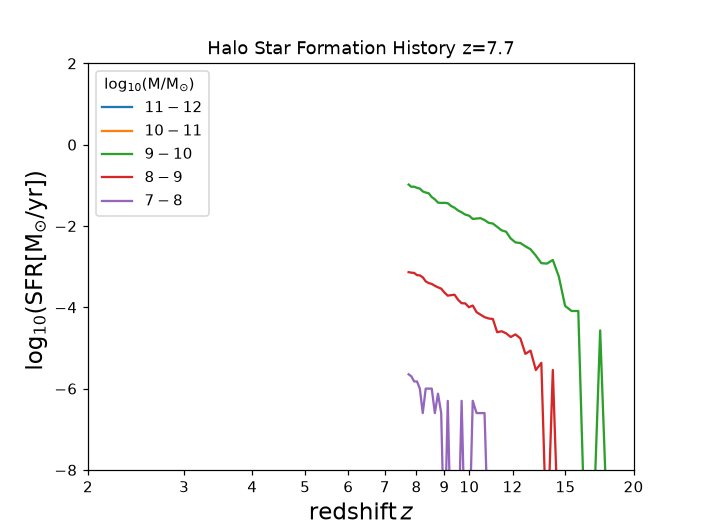 Halo Star Formation History z=7.7
log₁₀(M/M☉)
11 − 12
10 − 11
9 − 10
8 − 9
7 − 8
log₁₀(SFR[M☉/yr])
2
0
−2
−4
−6
−8
2 3 4 5 6 7 8 9 10 12 15 20
redshift z